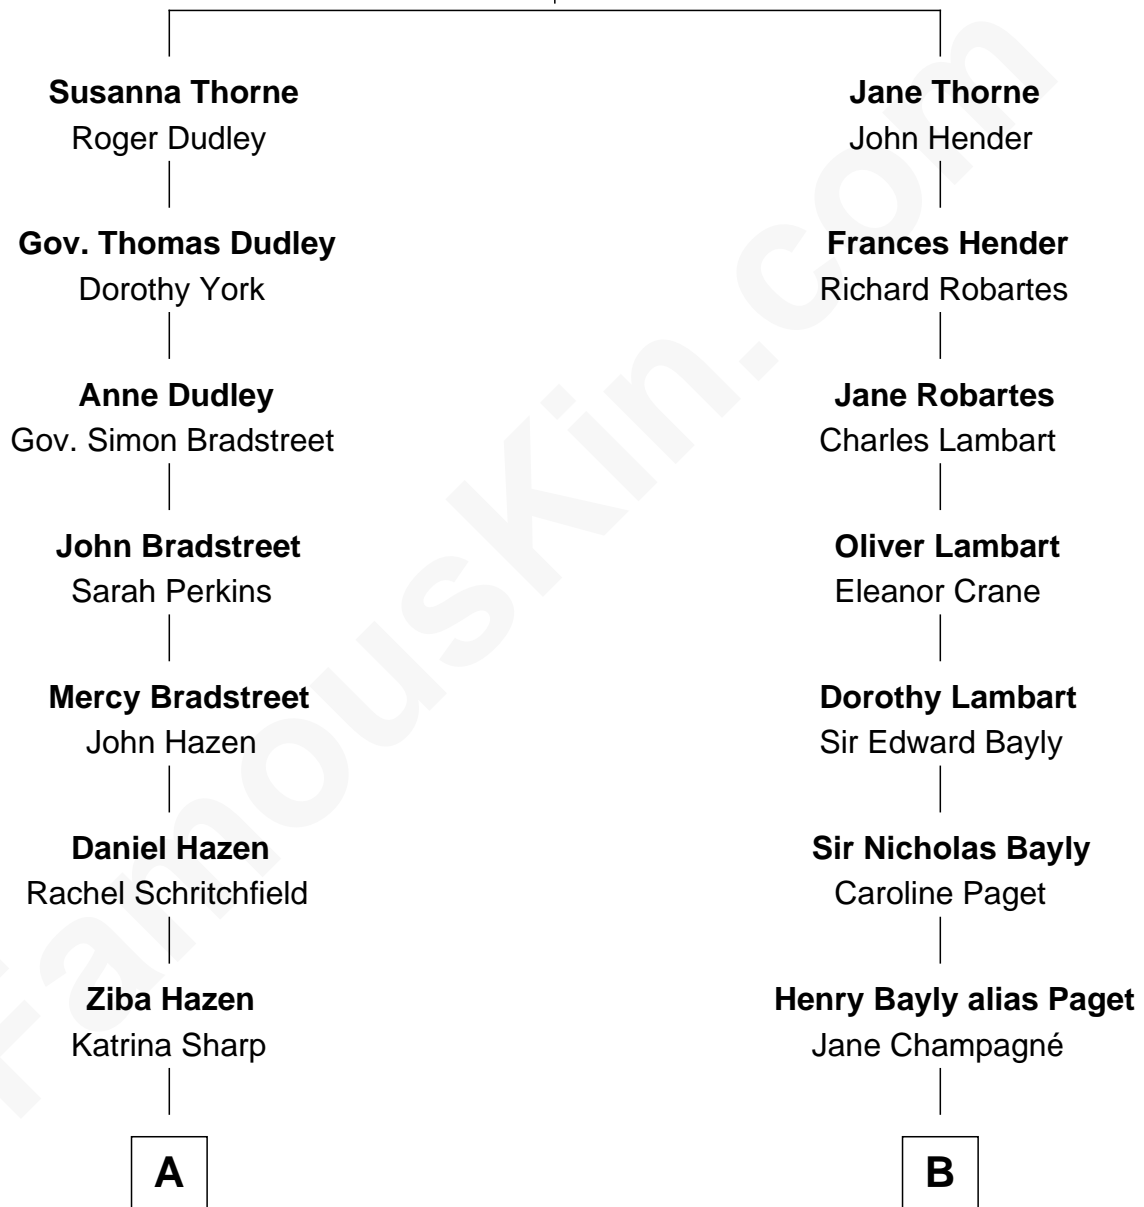 Susanna Thorne
Roger Dudley
Gov. Thomas Dudley
Dorothy York
Anne Dudley
Gov. Simon Bradstreet
John Bradstreet
Sarah Perkins
Mercy Bradstreet
John Hazen
Daniel Hazen
Rachel Schritchfield
Ziba Hazen
Katrina Sharp
A
Jane Thorne
John Hender
Frances Hender
Richard Robartes
Jane Robartes
Charles Lambart
Oliver Lambart
Eleanor Crane
Dorothy Lambart
Sir Edward Bayly
Sir Nicholas Bayly
Caroline Paget
Henry Bayly alias Paget
Jane Champagné
B
FamousKin.com